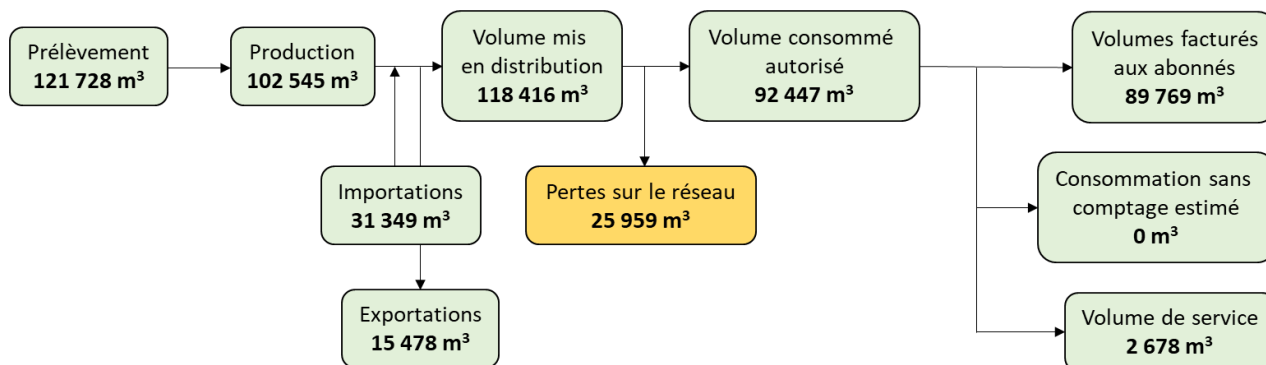 Prélèvement
121 728 m³
Production
102 545 m³
Volume mis
en distribution
118 416 m³
Volume consommé
autorisé
92 447 m³
Volumes facturés
aux abonnés
89 769 m³
Importations
31 349 m³
Pertes sur le réseau
25 959 m³
Consommation sans
comptage estimé
0 m³
Exportations
15 478 m³
Volume de service
2 678 m³